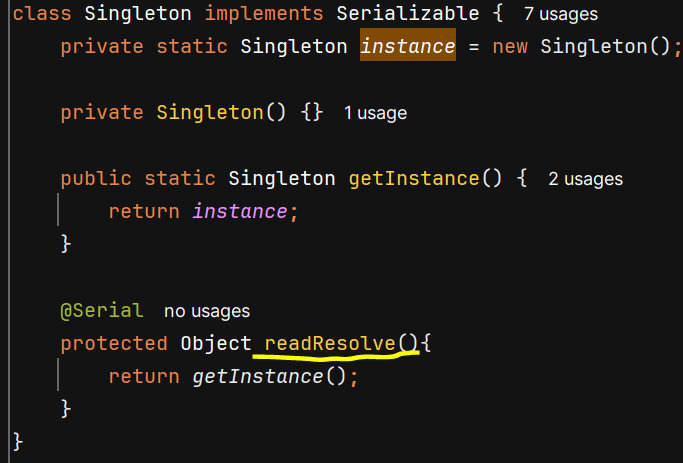 class Singleton implements Serializable { 7 usages
private static Singleton instance = new Singleton();
private Singleton() {} 1 usage
public static Singleton getInstance() { 2 usages
return instance;
}
@Serial no usages
protected Object readResolve(){
return getInstance();
}
}